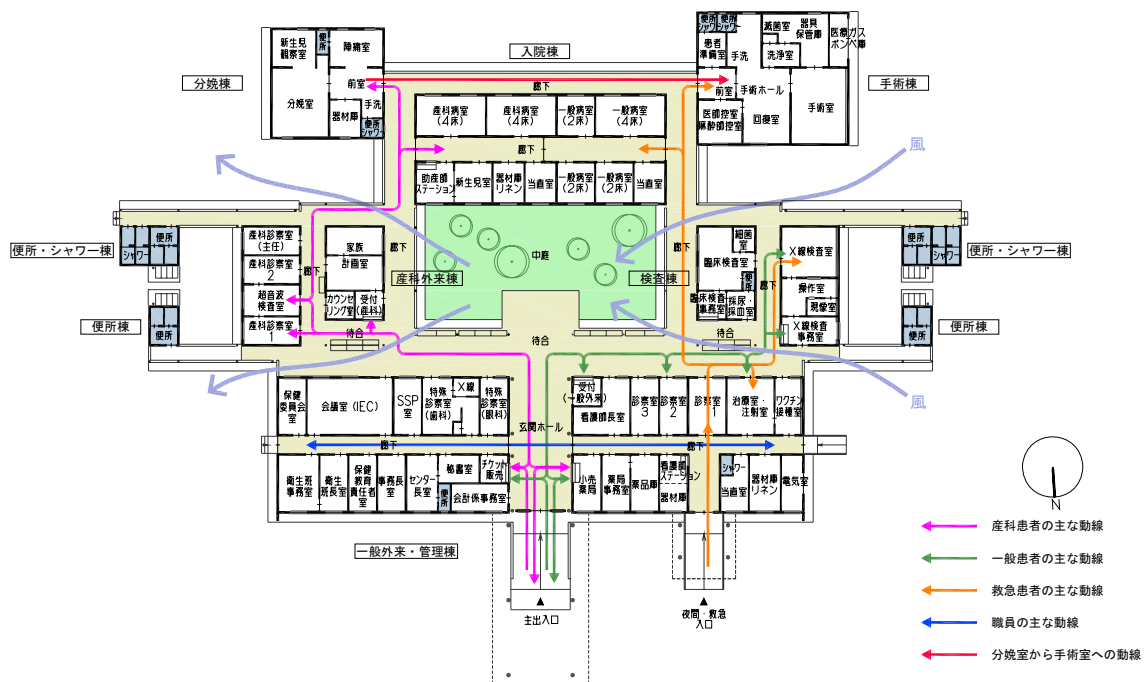 入院棟
分娩棟
手術棟
新生児
観察室
便所
陣痛室
分娩室
前室
器材庫
手洗
便所
シャワー
便所
シャワー
便所
シャワー
滅菌室
器具
保管庫
医療ガス
ボンベ庫
患者
準備室
手洗
洗浄室
前室
手術ホール
手術室
医師控室
麻酔師控室
回復室
廊下
産科病室
(4床)
産科病室
(4床)
一般病室
(2床)
一般病室
(4床)
廊下
助産師
ステーション
新生児室
器材庫
リネン
当直室
一般病室
(2床)
一般病室
(2床)
当直室
風
便所・シャワー棟
便所
シャワー
便所
便所棟
産科診察室
(主任)
産科診察室
2
超音波
検査室
産科診察室
1
廊下
家族
計画室
カウンセ
リング室
受付
(産科)
廊下
産科外来棟
中庭
検査棟
廊下
細菌
室
臨床検査室
便所
臨床検査
事務室
採尿・
採血室
廊下
X線検査室
操作室
現像室
X線検査
事務室
便所
シャワー
便所
便所・シャワー棟
便所棟
待合
待合
待合
風
保健
委員会
室
会議室(IEC)
SSP
室
特殊
診察室
(歯科)
X線
特殊
診察室
(眼科)
玄関ホール
受付
(一般外来)
看護師長室
診察室
3
診察室
2
診察室
1
治療室・
注射室
ワクチン
接種室
廊下
廊下
衛生班
事務室
衛生
班長室
保健
教育
責任者
室
事務長
室
センター
長室
秘書室
便所
チケット
販売
会計係事務室
小売
薬局
薬局
事務室
薬品庫
看護師
ステーション
器材庫
シャワー
当直室
器材庫
リネン
電気室
一般外来・管理棟
主出入口
夜間・救急
入口
N
産科患者の主な動線
一般患者の主な動線
救急患者の主な動線
職員の主な動線
分娩室から手術室への動線